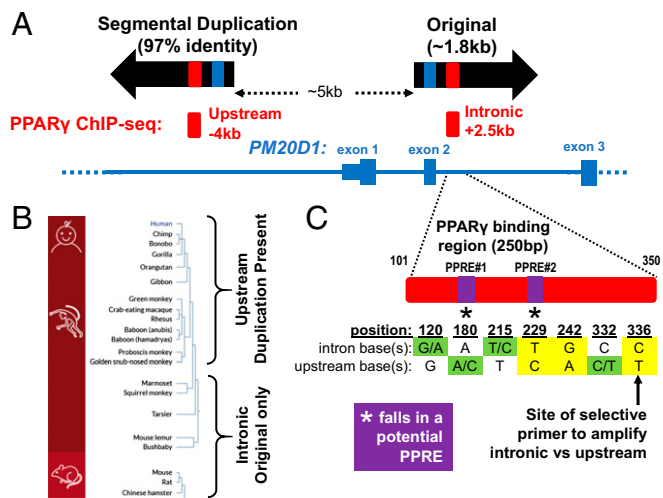 A
Segmental Duplication
(97% identity)
Original
(~1.8kb)
~5kb
PPARγ ChIP-seq:
Upstream
-4kb
Intronic
+2.5kb
PM20D1:
exon 1
exon 2
exon 3
B
Human
Chimp
Bonobo
Gorilla
Orangutan
Gibbon
Green monkey
Crab-eating macaque
Rhesus
Baboon (anubis)
Baboon (hamadryas)
Proboscis monkey
Golden snub-nosed monkey
Marmoset
Squirrel monkey
Tarsier
Mouse lemur
Bushbaby
Mouse
Rat
Chinese hamster
Upstream
Duplication Present
Intronic
Original only
C
PPARγ binding
region (250bp)
101
350
PPRE#1
PPRE#2
* *
position: 120 180 215 229 242 332 336
intron base(s): G/A A T/C T G C C
upstream base(s): G A/C T C A C/T T
* falls in a
potential
PPRE
Site of selective
primer to amplify
intronic vs upstream